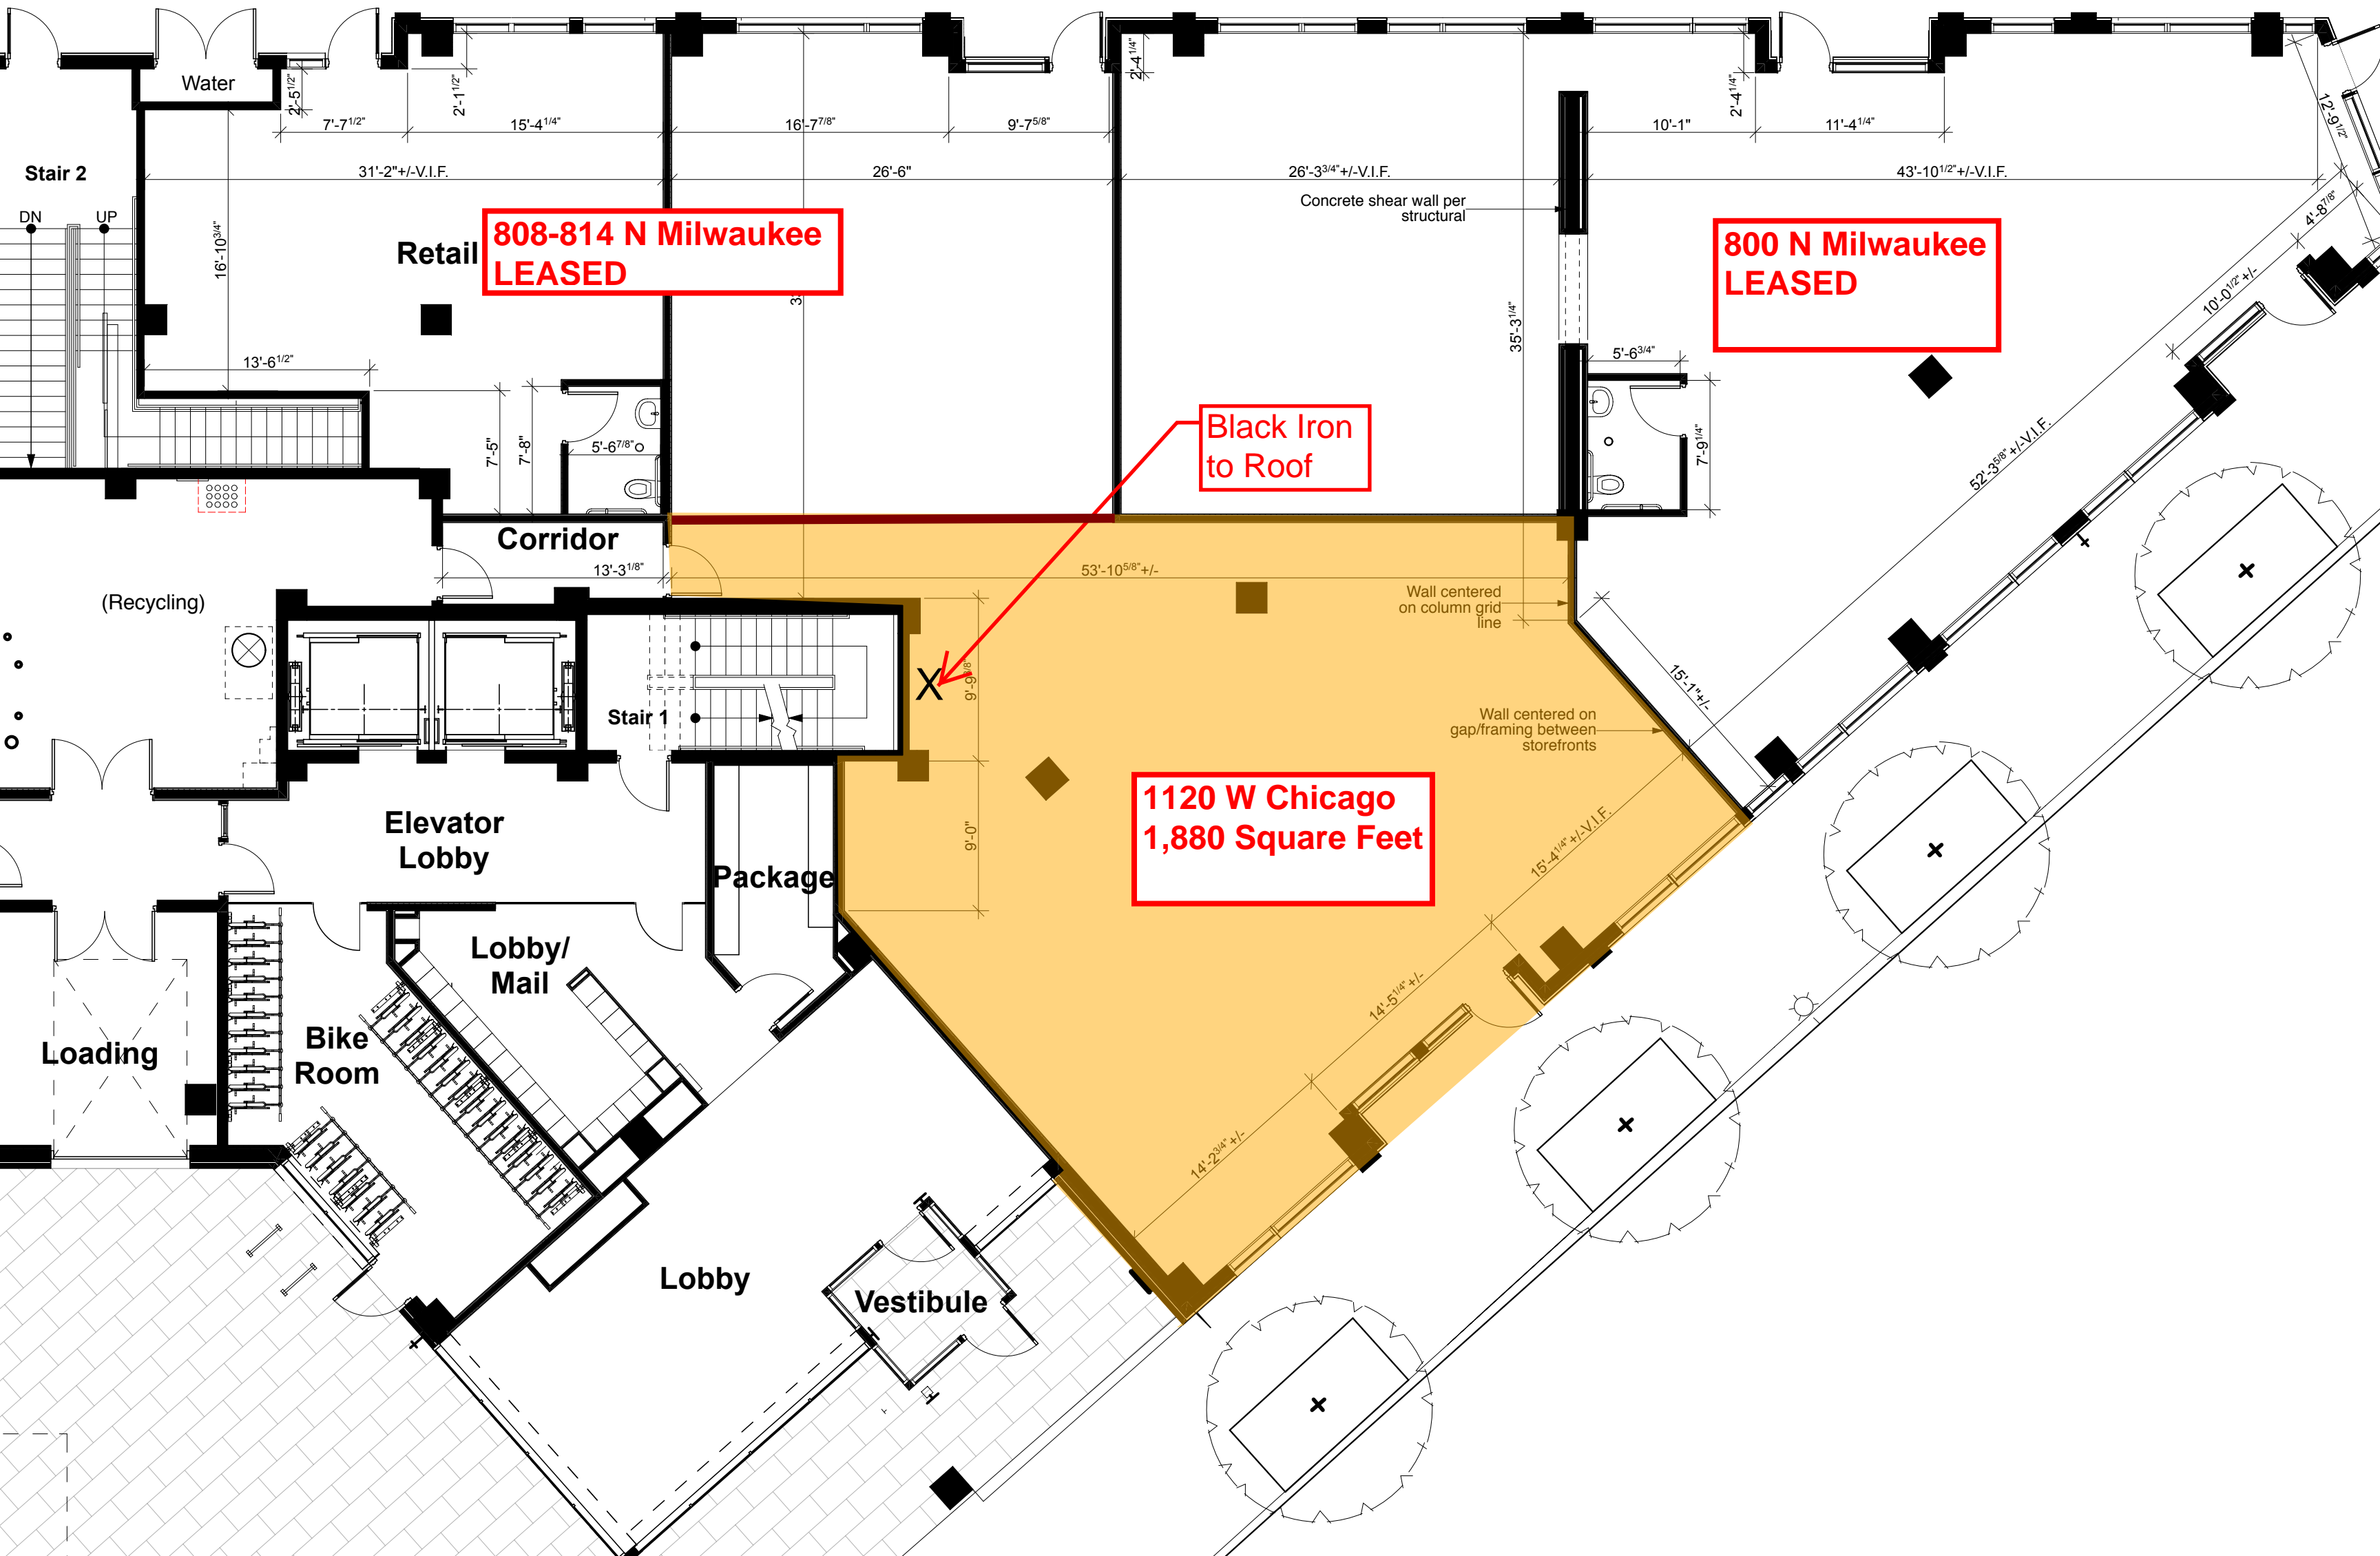 Water
2'-5 1/2"
7'-7 1/2"
2'-1 1/2"
15'-4 1/4"
16'-7 7/8"
9'-7 5/8"
2'-4 1/4"
2'-4 1/4"
10'-1"
11'-4 1/4"
12'-9 1/2"
Stair 2
31'-2"+/-V.I.F.
26'-6"
26'-3 3/4"+/-V.I.F.
43'-10 1/2"+/-V.I.F.
Concrete shear wall per
structural
4'-8 7/8"
DN
UP
16'-10 3/4"
Retail
808-814 N Milwaukee
LEASED
800 N Milwaukee
LEASED
10'-0 1/2"+/-
35'-3 1/4"
13'-6 1/2"
5'-6 3/4"
7'-5"
7'-8"
5'-6 7/8"
7'-9 1/4"
Black Iron
to Roof
52'-3 5/8"+/-V.I.F.
Corridor
13'-3 1/8"
53'-10 5/8"+/-
(Recycling)
Wall centered
on column grid
line
X
15'-1"+/-
Stair 1
Wall centered on
gap/framing between
storefronts
1120 W Chicago
1,880 Square Feet
9'-0"
15'-4 1/4"+/-V.I.F.
Elevator
Lobby
Package
Lobby/
Mail
14'-5 1/4"+/-
Loading
Bike
Room
14'-2 3/4"+/-
Lobby
Vestibule